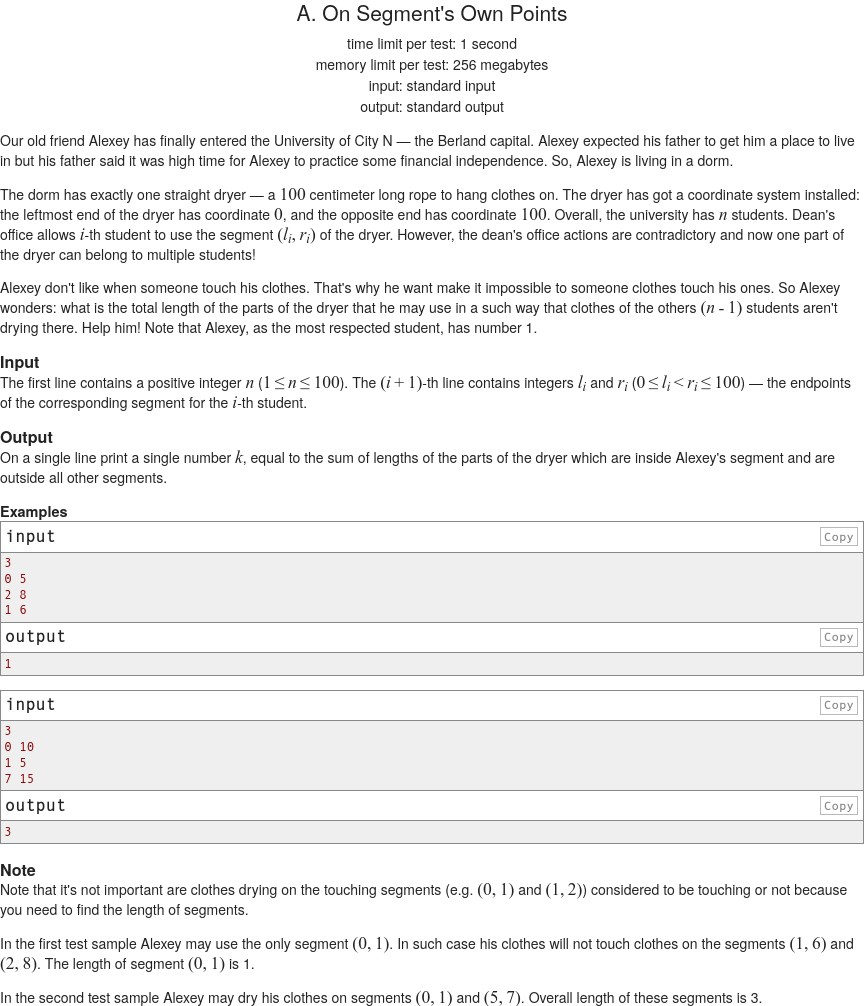 A. On Segment's Own Points
time limit per test: 1 second
memory limit per test: 256 megabytes
input: standard input
output: standard output
Our old friend Alexey has finally entered the University of City N — the Berland capital. Alexey expected his father to get him a place to live
in but his father said it was high time for Alexey to practice some financial independence. So, Alexey is living in a dorm.
The dorm has exactly one straight dryer — a 100 centimeter long rope to hang clothes on. The dryer has got a coordinate system installed:
the leftmost end of the dryer has coordinate 0, and the opposite end has coordinate 100. Overall, the university has n students. Dean's
office allows i-th student to use the segment (l_i, r_i) of the dryer. However, the dean's office actions are contradictory and now one part of
the dryer can belong to multiple students!
Alexey don't like when someone touch his clothes. That's why he want make it impossible to someone clothes touch his ones. So Alexey
wonders: what is the total length of the parts of the dryer that he may use in a such way that clothes of the others (n - 1) students aren't
drying there. Help him! Note that Alexey, as the most respected student, has number 1.
Input
The first line contains a positive integer n (1 ≤ n ≤ 100). The (i + 1)-th line contains integers l_i and r_i (0 ≤ l_i < r_i ≤ 100) — the endpoints
of the corresponding segment for the i-th student.
Output
On a single line print a single number k, equal to the sum of lengths of the parts of the dryer which are inside Alexey's segment and are
outside all other segments.
Examples
input Copy
3
0 5
2 8
1 6
output Copy
1
input Copy
3
0 10
1 5
7 15
output Copy
3
Note
Note that it's not important are clothes drying on the touching segments (e.g. (0, 1) and (1, 2)) considered to be touching or not because
you need to find the length of segments.
In the first test sample Alexey may use the only segment (0, 1). In such case his clothes will not touch clothes on the segments (1, 6) and
(2, 8). The length of segment (0, 1) is 1.
In the second test sample Alexey may dry his clothes on segments (0, 1) and (5, 7). Overall length of these segments is 3.